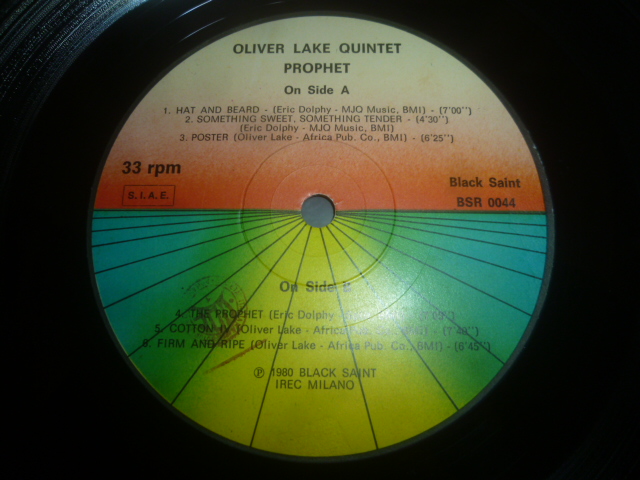 OLIVER LAKE QUINTET
PROPHET
On Side A
1. HAT AND BEARD - (Eric Dolphy - MJQ Music, BMI) - (7'00'')
2. SOMETHING SWEET, SOMETHING TENDER - (4'30'')
(Eric Dolphy - MJQ Music, BMI)
3. POSTER (Oliver Lake - Africa Pub. Co., BMI) - (6'25'')
33 rpm
S.I.A.E.
Black Saint
BSR 0044
On Side
4. THE PROPHET (Eric Dolphy -
5. COTTON (Oliver Lake - Africa Pub.
6. FIRM AND RIPE (Oliver Lake - Africa Pub. Co., BMI) - (6'45'')
℗ 1980 BLACK SAINT
IREC MILANO